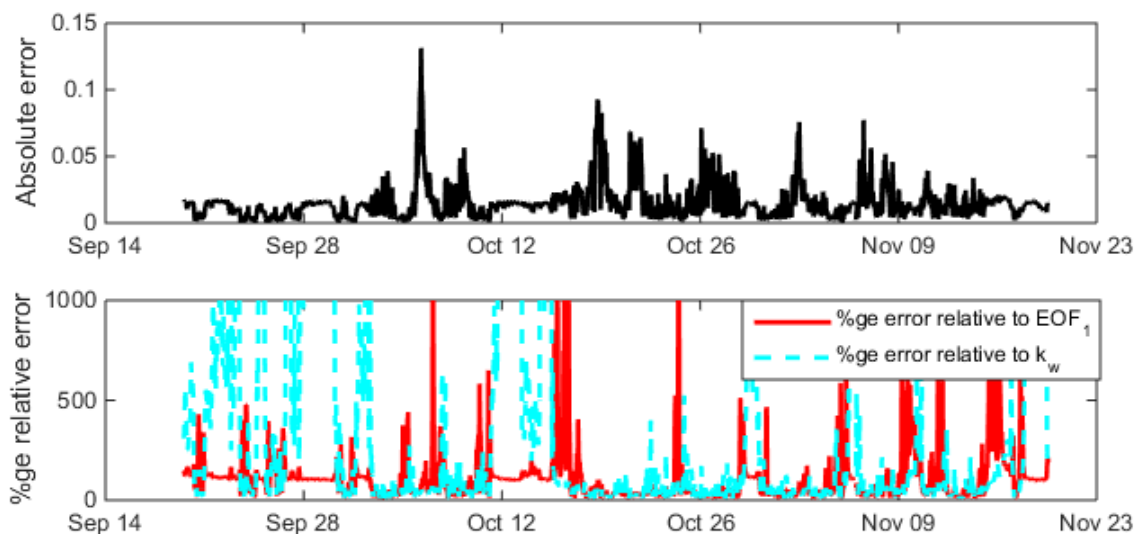 0.15
0.1
0.05
0
Absolute error
Sep 14 Sep 28 Oct 12 Oct 26 Nov 09 Nov 23
1000
500
0
%ge relative error
%ge error relative to EOF₁
%ge error relative to k_w
Sep 14 Sep 28 Oct 12 Oct 26 Nov 09 Nov 23